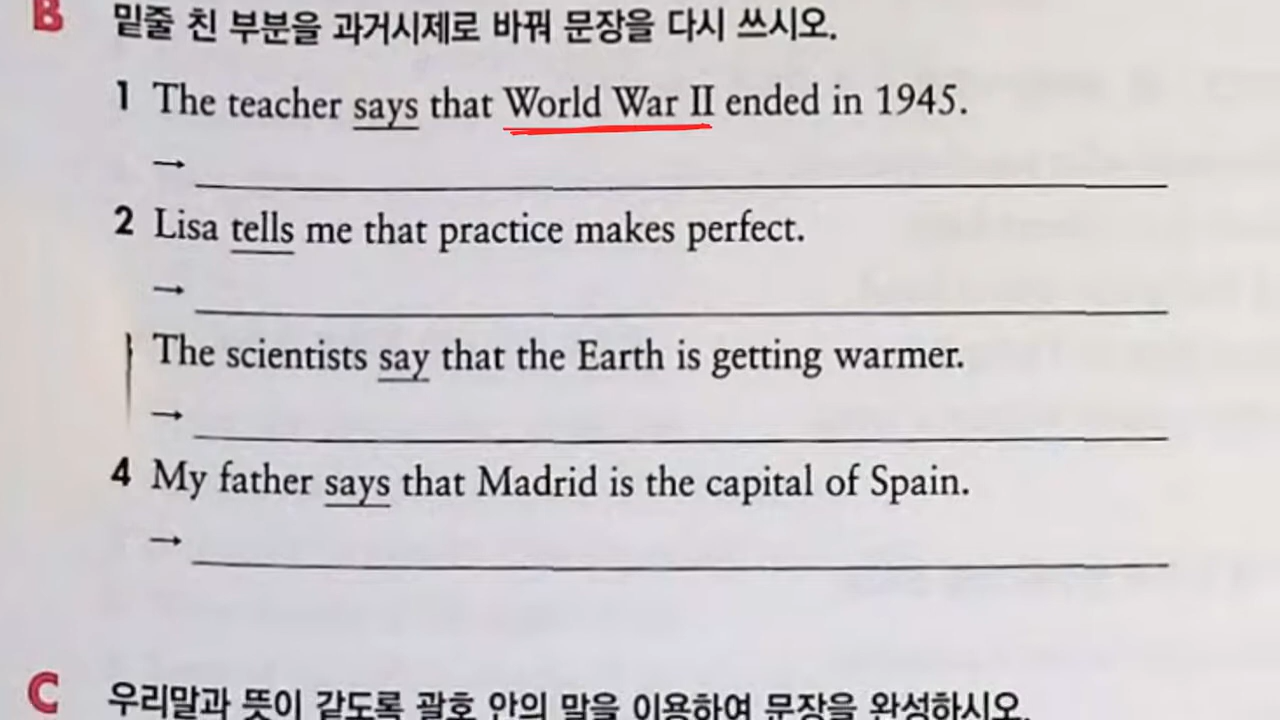 B 밑줄 친 부분을 과거시제로 바꿔 문장을 다시 쓰시오.
1 The teacher says that World War II ended in 1945.
→
2 Lisa tells me that practice makes perfect.
→
The scientists say that the Earth is getting warmer.
→
4 My father says that Madrid is the capital of Spain.
→
C 우리말과 뜻이 같도록 괄호 안의 말을 이용하여 문장을 완성하시오.